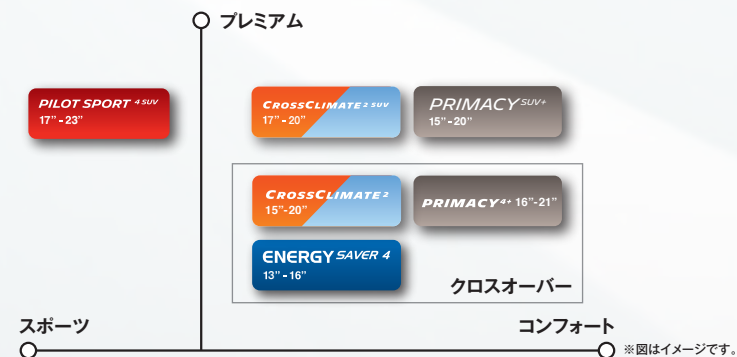 プレミアム
PILOT SPORT 4 SUV
17” - 23”
CROSSCLIMATE 2 SUV
17” - 20”
PRIMACY SUV+
15” - 20”
CROSSCLIMATE 2
15”-20”
PRIMACY 4+ 16”-21”
ENERGY SAVER 4
13” - 16”
クロスオーバー
スポーツ
コンフォート
※図はイメージです。